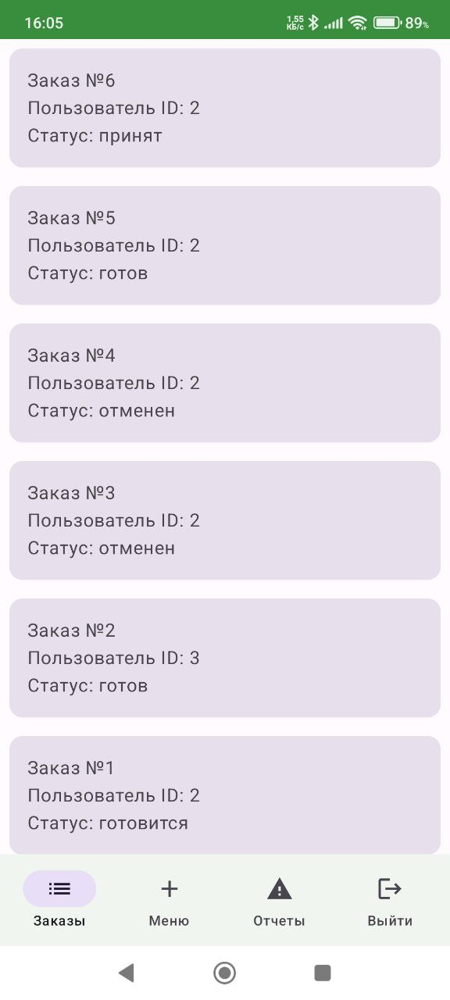 16:05
1,55
КБ/с
89%
Заказ №6
Пользователь ID: 2
Статус: принят
Заказ №5
Пользователь ID: 2
Статус: готов
Заказ №4
Пользователь ID: 2
Статус: отменен
Заказ №3
Пользователь ID: 2
Статус: отменен
Заказ №2
Пользователь ID: 3
Статус: готов
Заказ №1
Пользователь ID: 2
Статус: готовится
Заказы
Меню
Отчеты
Выйти